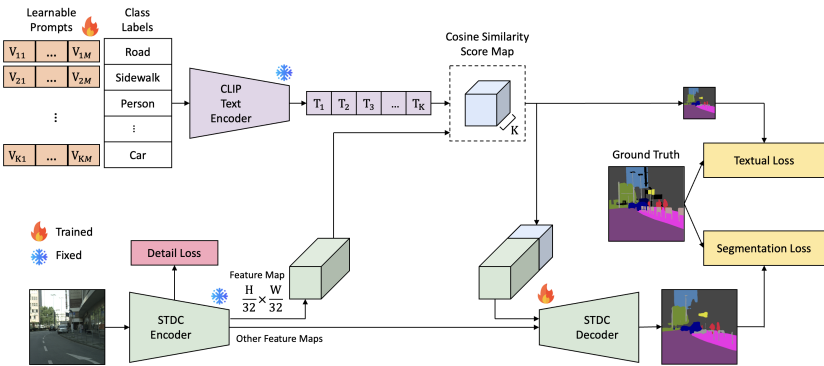 Learnable
Prompts
Class
Labels
V₁₁ ... V₁M
Road
V₂₁ ... V₂M
Sidewalk
Person
⋮
⋮
VK₁ ... VKM
Car
CLIP
Text
Encoder
T₁ T₂ T₃ ... TK
Cosine Similarity
Score Map
K
Ground Truth
Textual Loss
Segmentation Loss
Trained
Fixed
Detail Loss
Feature Map
H/32 × W/32
STDC
Encoder
Other Feature Maps
STDC
Decoder